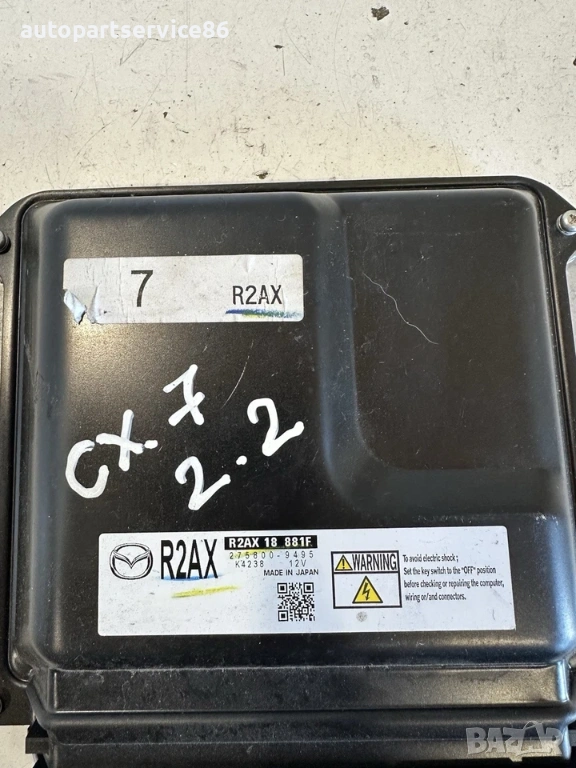 autopartservice86
7
R2AX
CX.7
2.2
R2AX
R2AX 18 881F
275800-9495
K4238 12V
MADE IN JAPAN
WARNING
To avoid electric shock ;
Set the key switch to the "OFF" position
before checking or repairing the computer,
wiring on/and connectors.
BAZAR